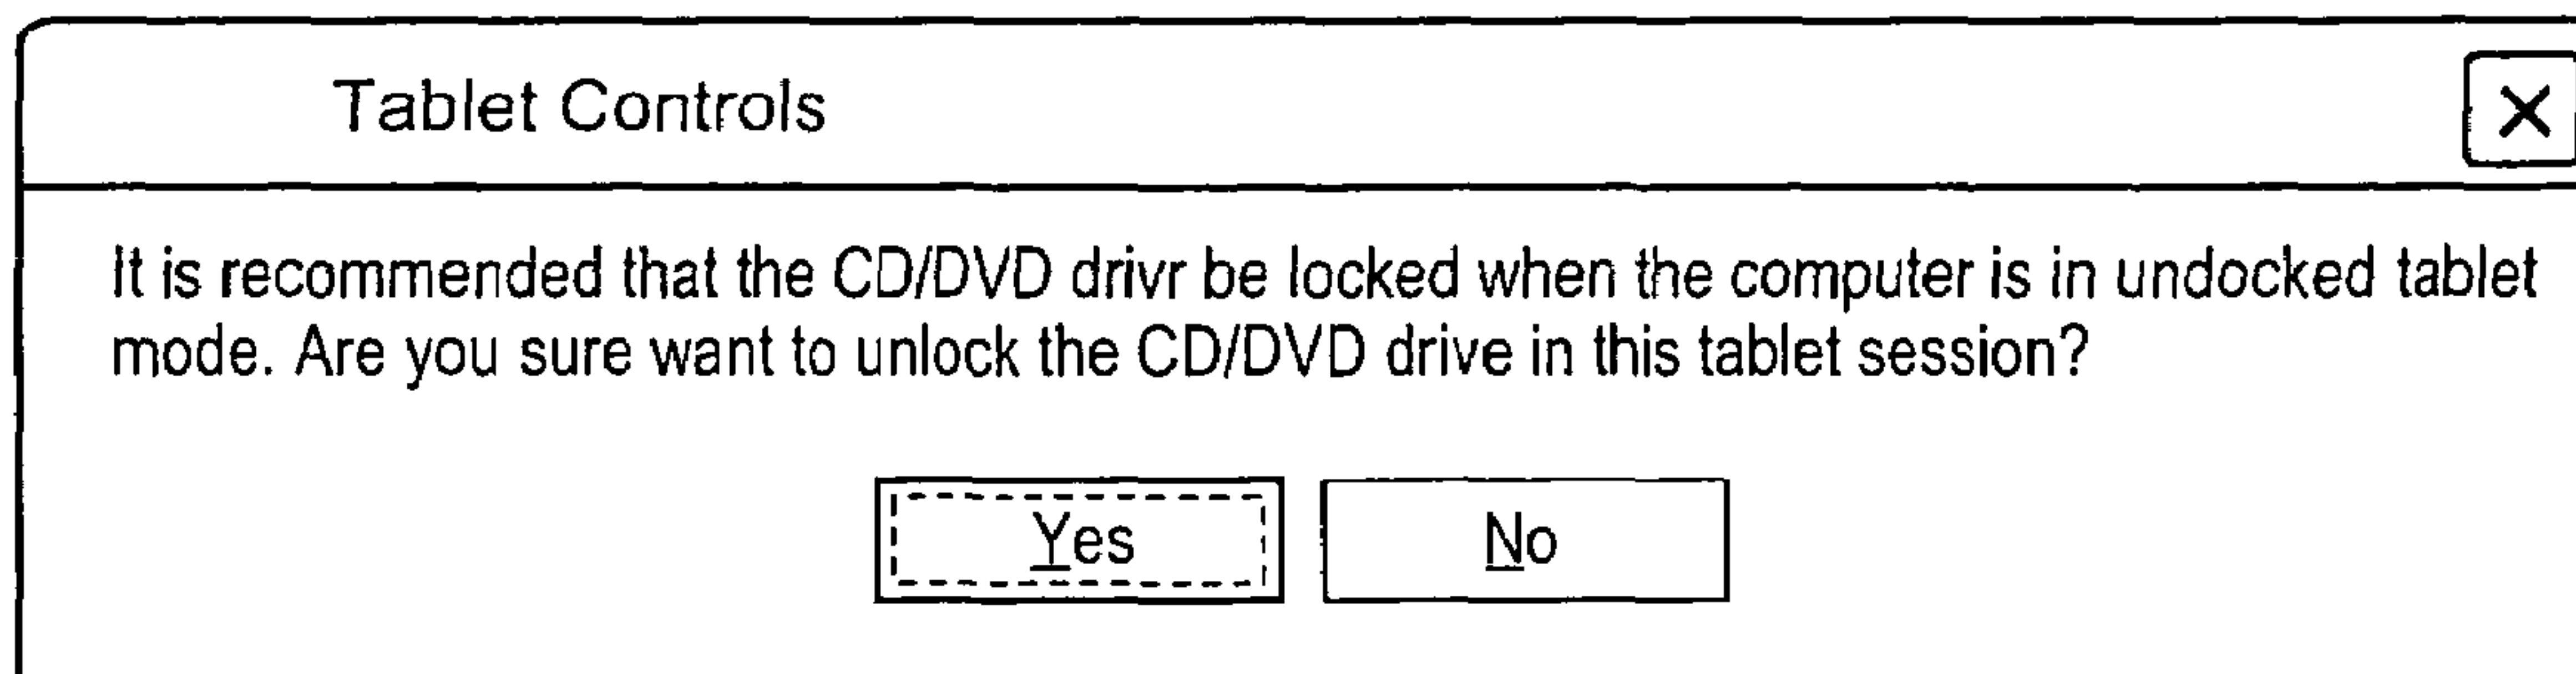 Tablet Controls
It is recommended that the CD/DVD drivr be locked when the computer is in undocked tablet
mode. Are you sure want to unlock the CD/DVD drive in this tablet session?
Yes No